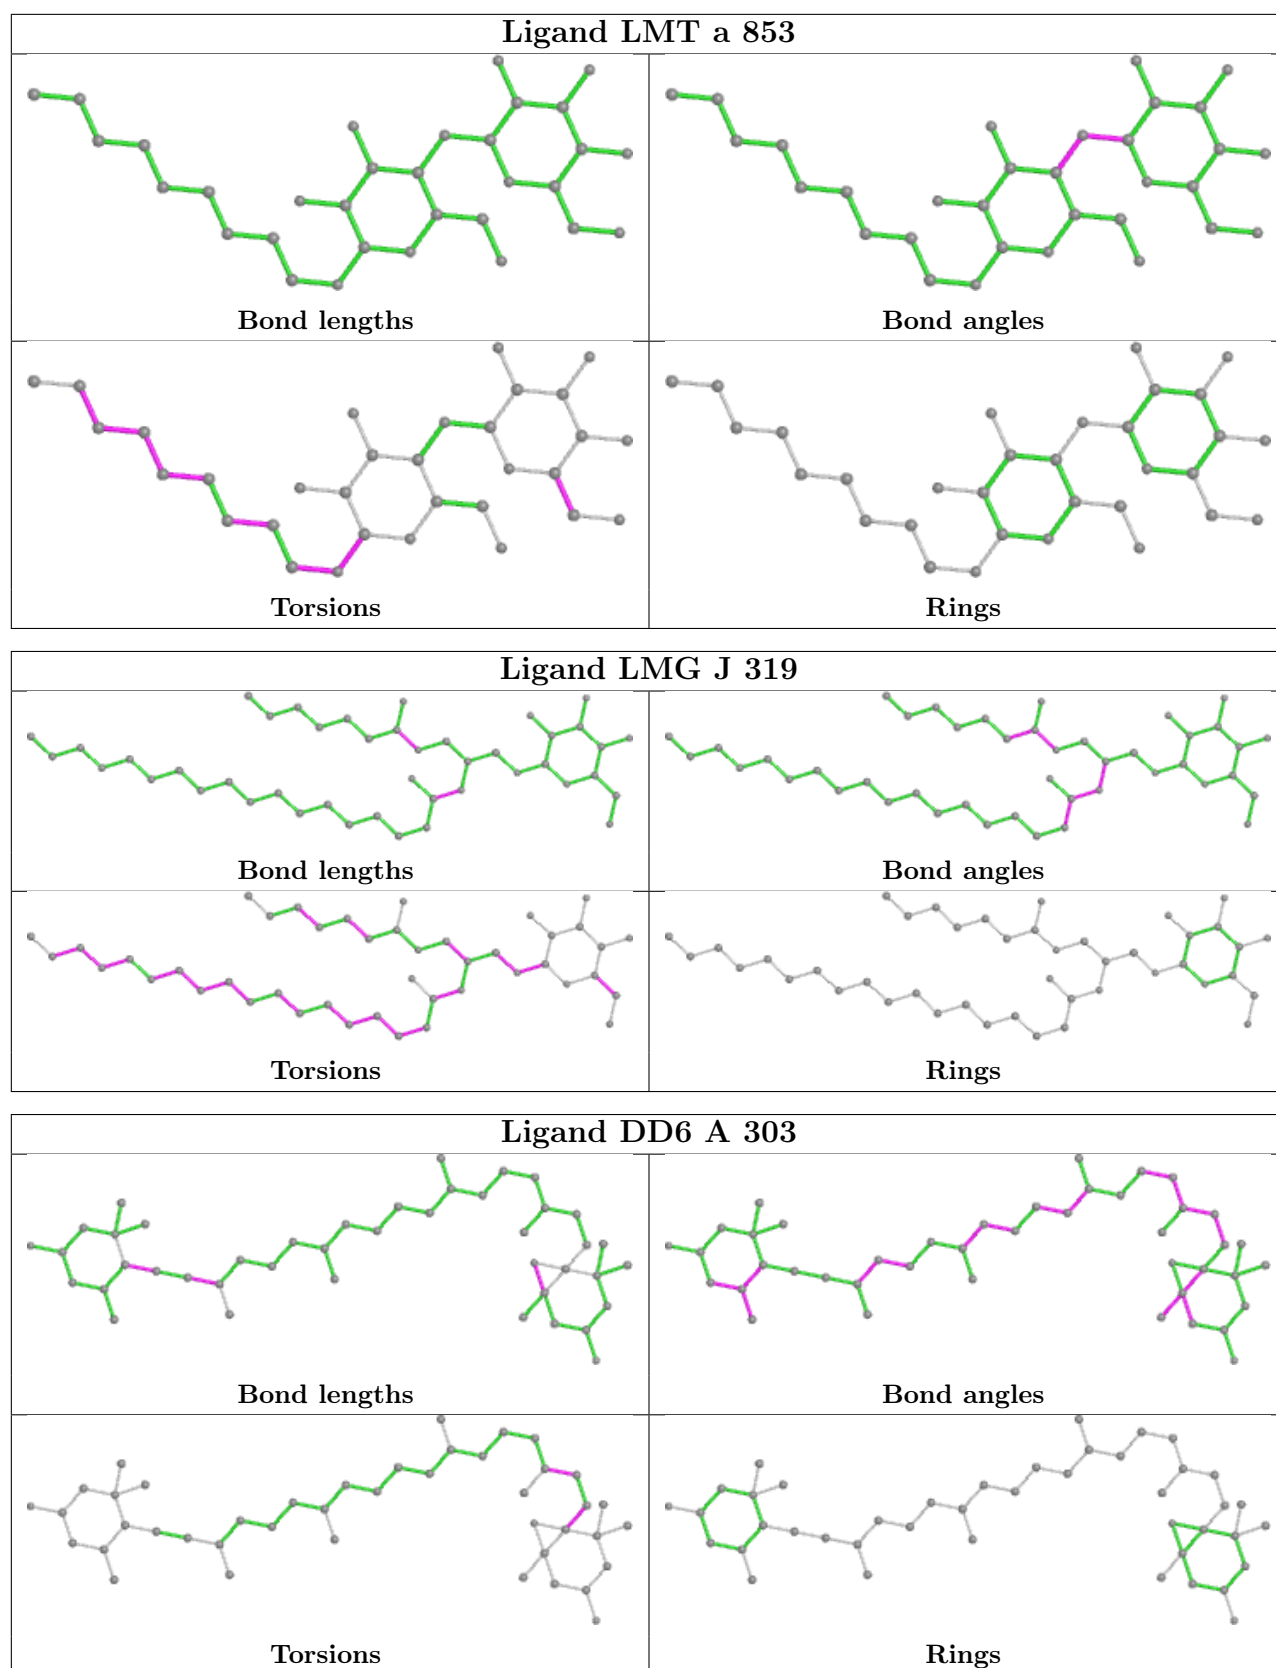 Ligand LMT a 853
Bond lengths
Bond angles
Torsions
Rings
Ligand LMG J 319
Bond lengths
Bond angles
Torsions
Rings
Ligand DD6 A 303
Bond lengths
Bond angles
Torsions
Rings